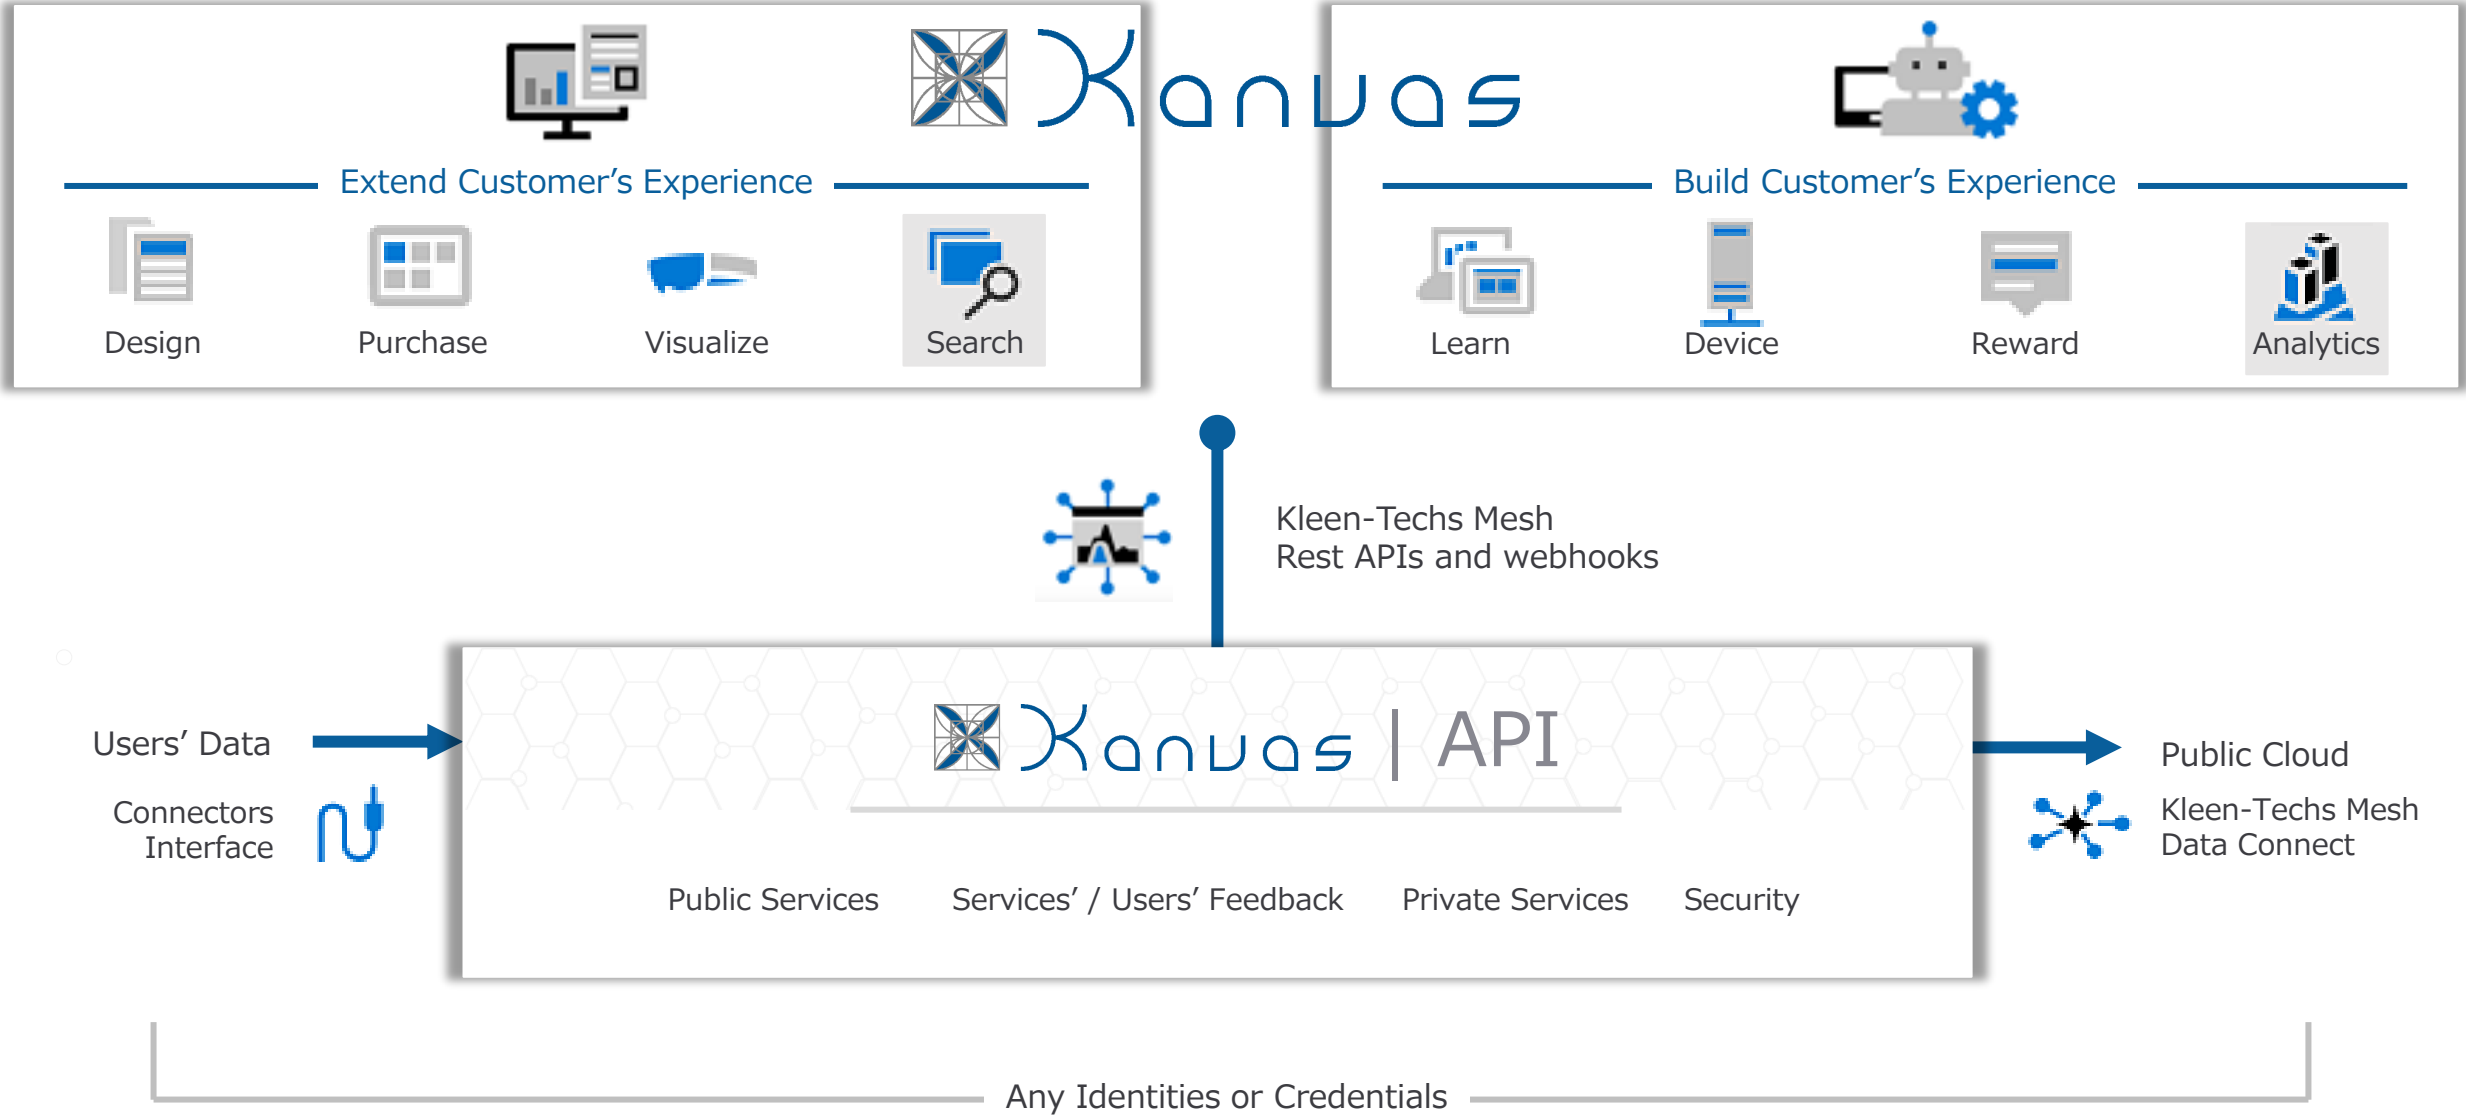 Xanvas
Extend Customer’s Experience
Design
Purchase
Visualize
Search
Build Customer’s Experience
Learn
Device
Reward
Analytics
Kleen-Techs Mesh
Rest APIs and webhooks
Users’ Data
Connectors
Interface
Xanvas | API
Public Services
Services’ / Users’ Feedback
Private Services
Security
Public Cloud
Kleen-Techs Mesh
Data Connect
Any Identities or Credentials